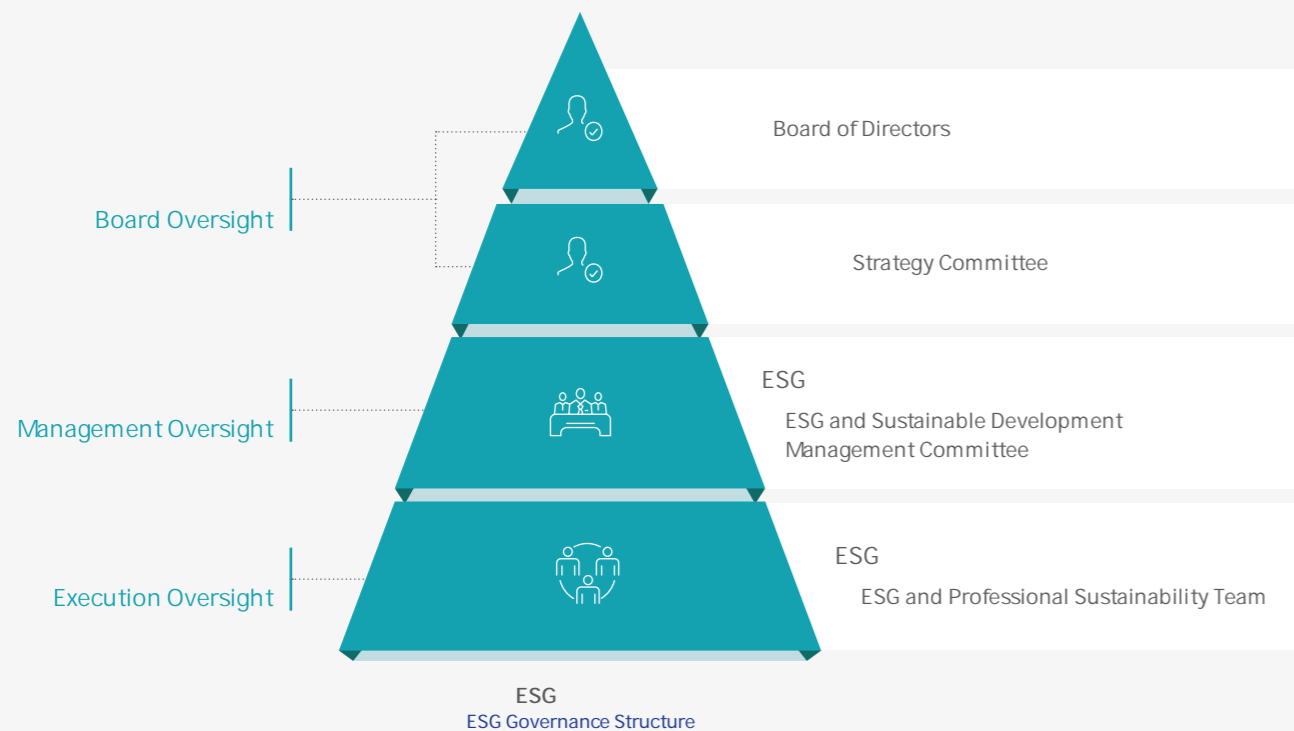 Board of Directors
Board Oversight
Strategy Committee
ESG
ESG and Sustainable Development
Management Committee
Management Oversight
ESG
ESG and Professional Sustainability Team
Execution Oversight
ESG
ESG Governance Structure